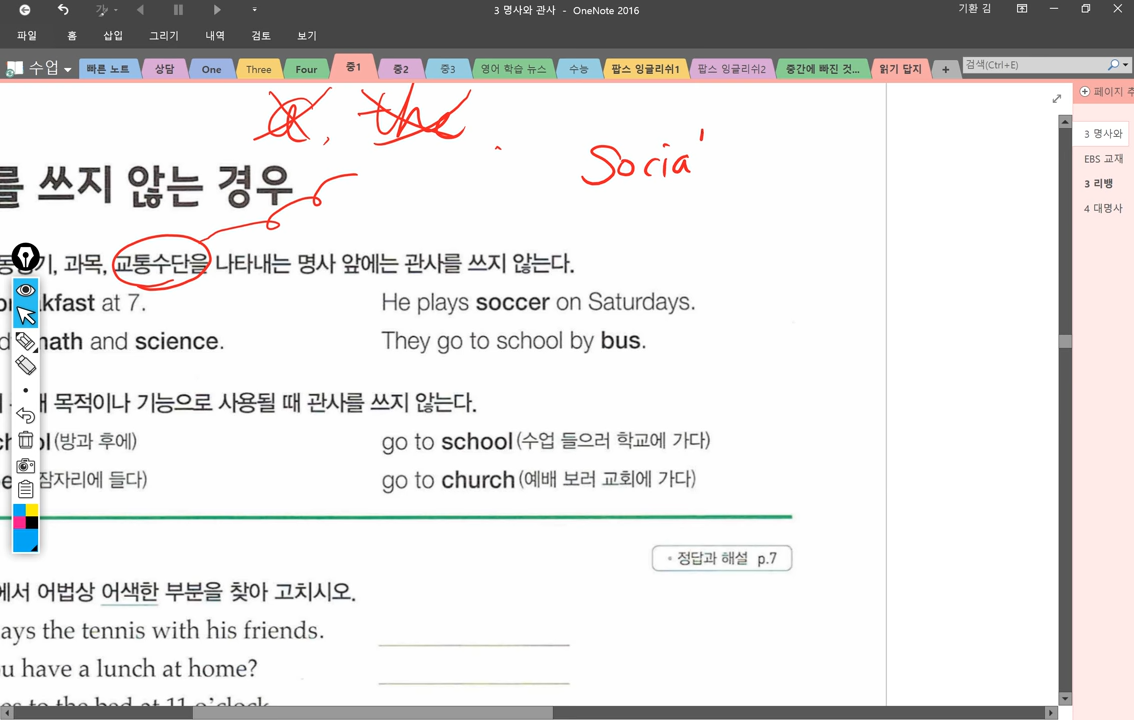 3 명사와 관사 - OneNote 2016
기환 김
파일 홈 삽입 그리기 내역 검토 보기
수업 빠른 노트 상담 One Three Four 중1 중2 중3 영어 학습 뉴스 수능 팝스 잉글리쉬1 팝스 잉글리쉬2 중간에 빠진 것... 읽기 답지 + 검색(Ctrl+E)
페이지 추
3 명사와
EBS 교재
3 리뱅
4 대명사
a, the
Social
를 쓰지 않는 경우
과목, 교통수단을 나타내는 명사 앞에는 관사를 쓰지 않는다.
kfast at 7.
He plays soccer on Saturdays.
math and science.
They go to school by bus.
목적이나 기능으로 사용될 때 관사를 쓰지 않는다.
(방과 후에)
go to school(수업 들으러 학교에 가다)
잠자리에 들다)
go to church(예배 보러 교회에 가다)
정답과 해설 p.7
에서 어법상 어색한 부분을 찾아 고치시오.
ays the tennis with his friends.
u have a lunch at home?
es to the bed at 11 o'clock